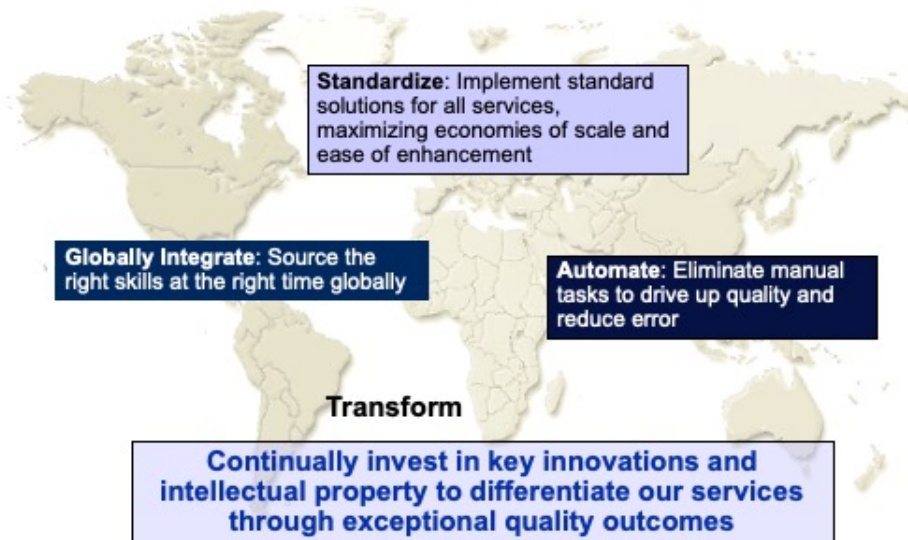 Standardize: Implement standard
solutions for all services,
maximizing economies of scale and
ease of enhancement
Globally Integrate: Source the
right skills at the right time globally
Automate: Eliminate manual
tasks to drive up quality and
reduce error
Transform
Continually invest in key innovations and
intellectual property to differentiate our services
through exceptional quality outcomes